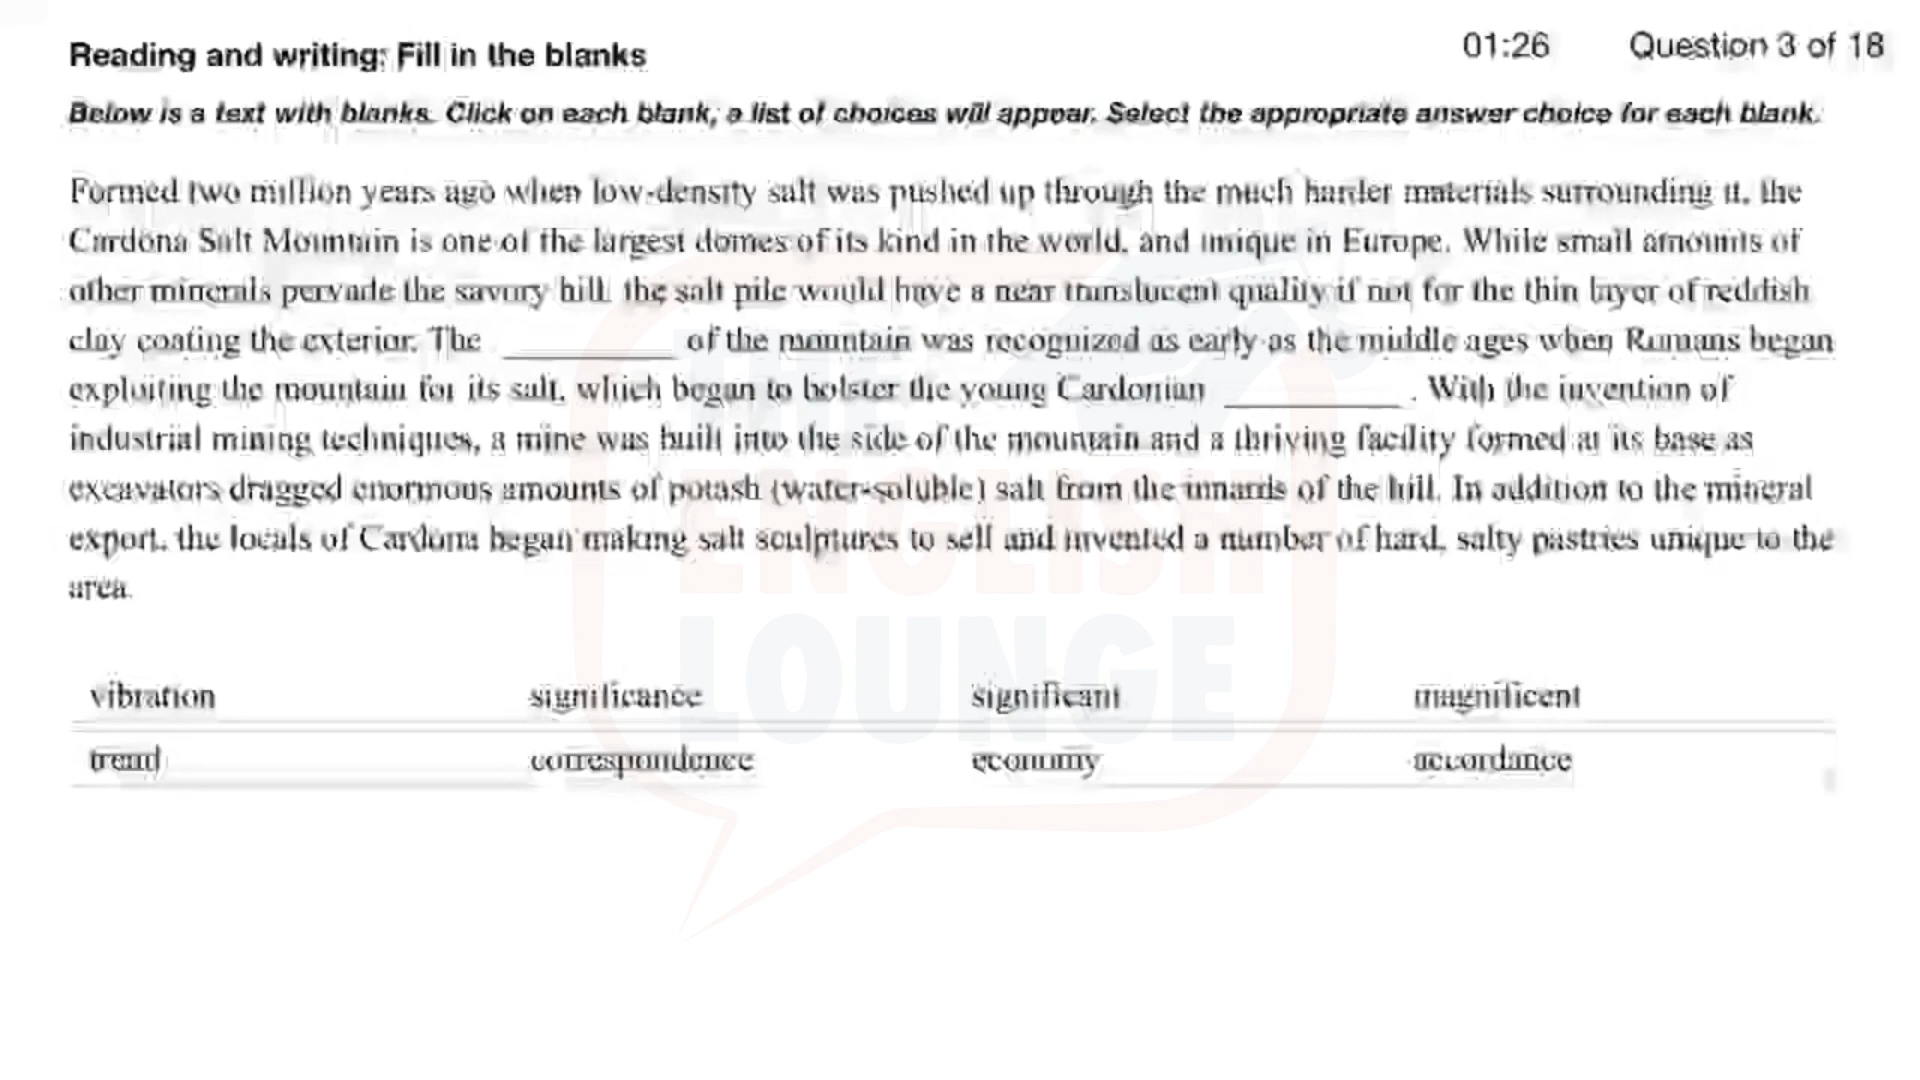 Reading and writing: Fill in the blanks
01:26 Question 3 of 18
Below is a text with blanks. Click on each blank, a list of choices will appear. Select the appropriate answer choice for each blank.
Formed two million years ago when low-density salt was pushed up through the much harder materials surrounding it, the
Cardona Salt Mountain is one of the largest domes of its kind in the world, and unique in Europe. While small amounts of
other minerals pervade the savory hill, the salt pile would have a near translucent quality if not for the thin layer of reddish
clay coating the exterior. The __________ of the mountain was recognized as early as the middle ages when Romans began
exploiting the mountain for its salt, which began to bolster the young Cardonian __________ . With the invention of
industrial mining techniques, a mine was built into the side of the mountain and a thriving facility formed at its base as
excavators dragged enormous amounts of potash (water-soluble) salt from the innards of the hill. In addition to the mineral
export, the locals of Cardona began making salt sculptures to sell and invented a number of hard, salty pastries unique to the
area.
THE
ENGLISH
LOUNGE
vibration significance significant magnificent
trend correspondence economy accordance